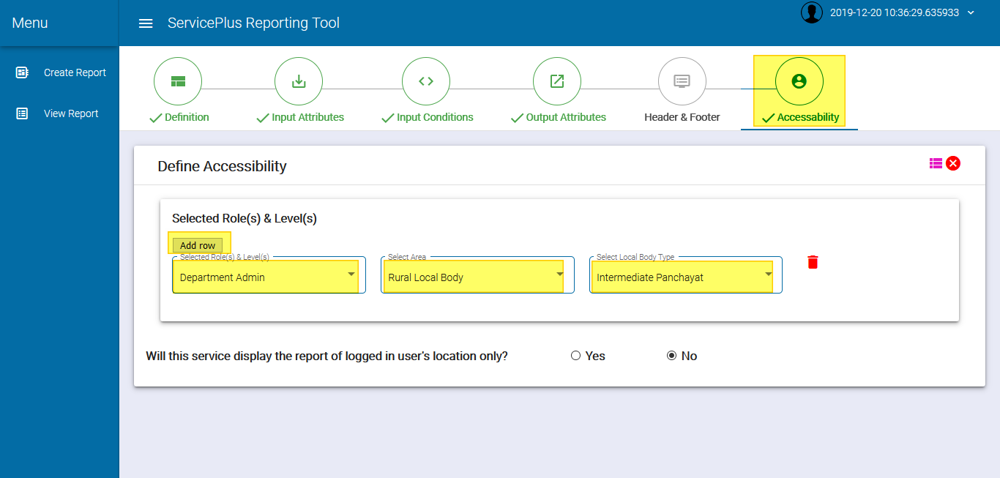 Menu
ServicePlus Reporting Tool
2019-12-20 10:36:29.635933
Create Report
View Report
Definition
Input Attributes
Input Conditions
Output Attributes
Header & Footer
Accessability
Define Accessibility
Selected Role(s) & Level(s)
Add row
Selected Role(s) & Level(s)
Select Area
Select Local Body Type
Department Admin
Rural Local Body
Intermediate Panchayat
Will this service display the report of logged in user's location only?
Yes
No